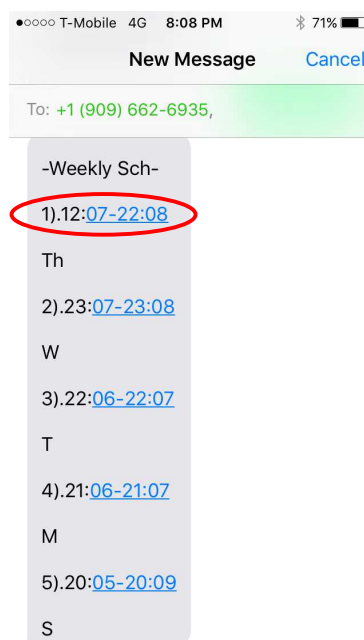 T-Mobile 4G 8:08 PM 71%
New Message Cancel
To: +1 (909) 662-6935,
-Weekly Sch-
1).12:07-22:08
Th
2).23:07-23:08
W
3).22:06-22:07
T
4).21:06-21:07
M
5).20:05-20:09
S